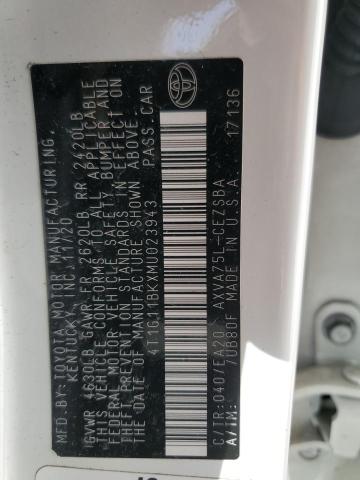 MFD. BY: TOYOTA MOTOR MANUFACTURING,
KENTUCKY, INC. 11/20
GVWR 4630LB GAWR FR 2620LB RR 2420LB
THIS VEHICLE CONFORMS TO ALL APPLICABLE
FEDERAL MOTOR VEHICLE SAFETY, BUMPER, AND
THEFT PREVENTION STANDARDS IN EFFECT ON
THE DATE OF MANUFACTURE SHOWN ABOVE.
4T1G11BKXMU023943 PASS. CAR
C/TR: 040/EA20 AXVA75L-CEZSBA
A/TM: /UB80F MADE IN U.S.A.
17136